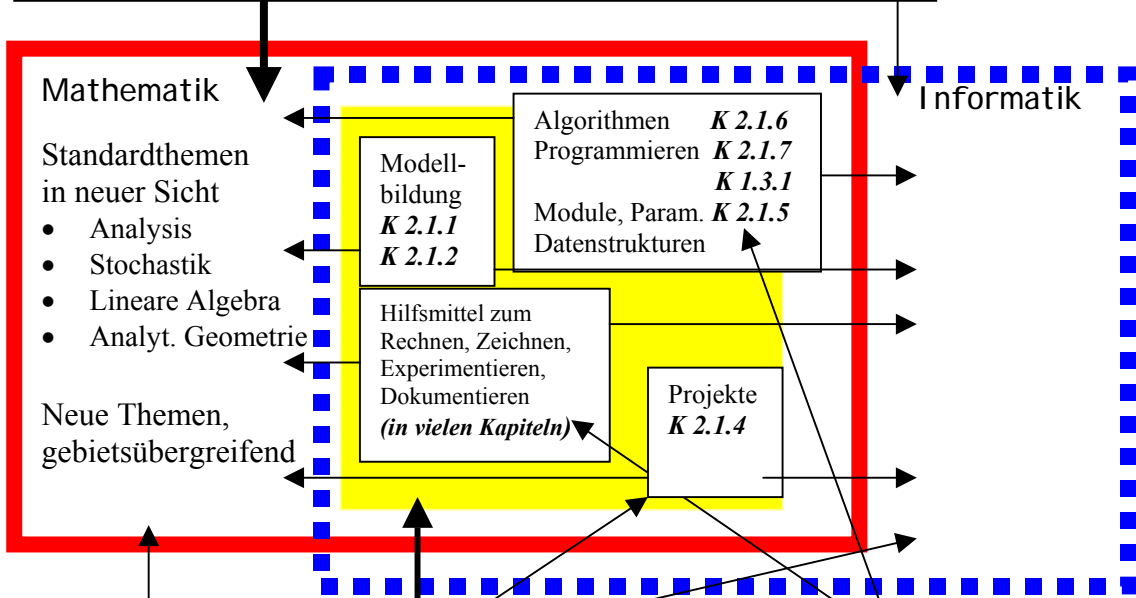 Mathematik
Standardthemen
in neuer Sicht
• Analysis
• Stochastik
• Lineare Algebra
• Analyt. Geometrie
Neue Themen,
gebietsübergreifend
Modell-
bildung
K 2.1.1
K 2.1.2
Algorithmen K 2.1.6
Programmieren K 2.1.7
K 1.3.1
Module, Param. K 2.1.5
Datenstrukturen
Hilfsmittel zum
Rechnen, Zeichnen,
Experimentieren,
Dokumentieren
(in vielen Kapiteln)
Projekte
K 2.1.4
Informatik